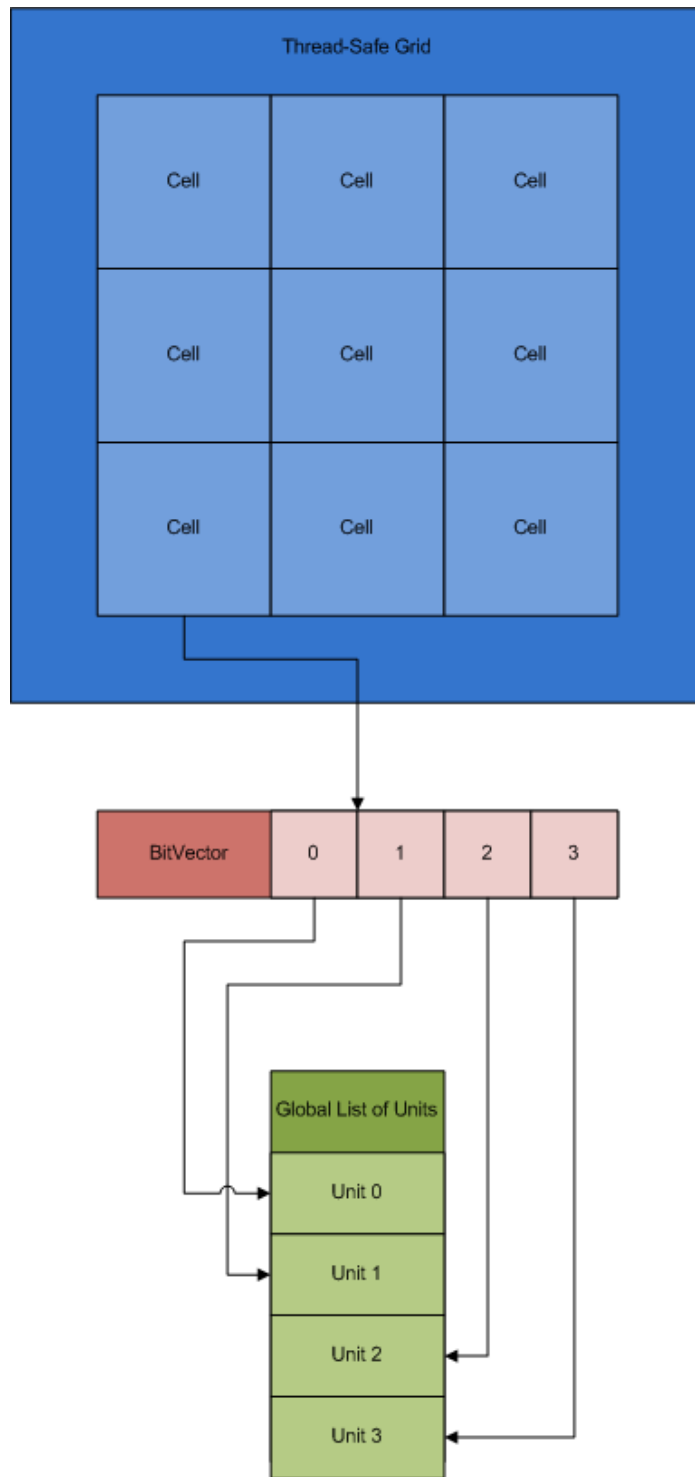 Thread-Safe Grid
Cell Cell Cell
Cell Cell Cell
Cell Cell Cell
BitVector 0 1 2 3
Global List of Units
Unit 0
Unit 1
Unit 2
Unit 3